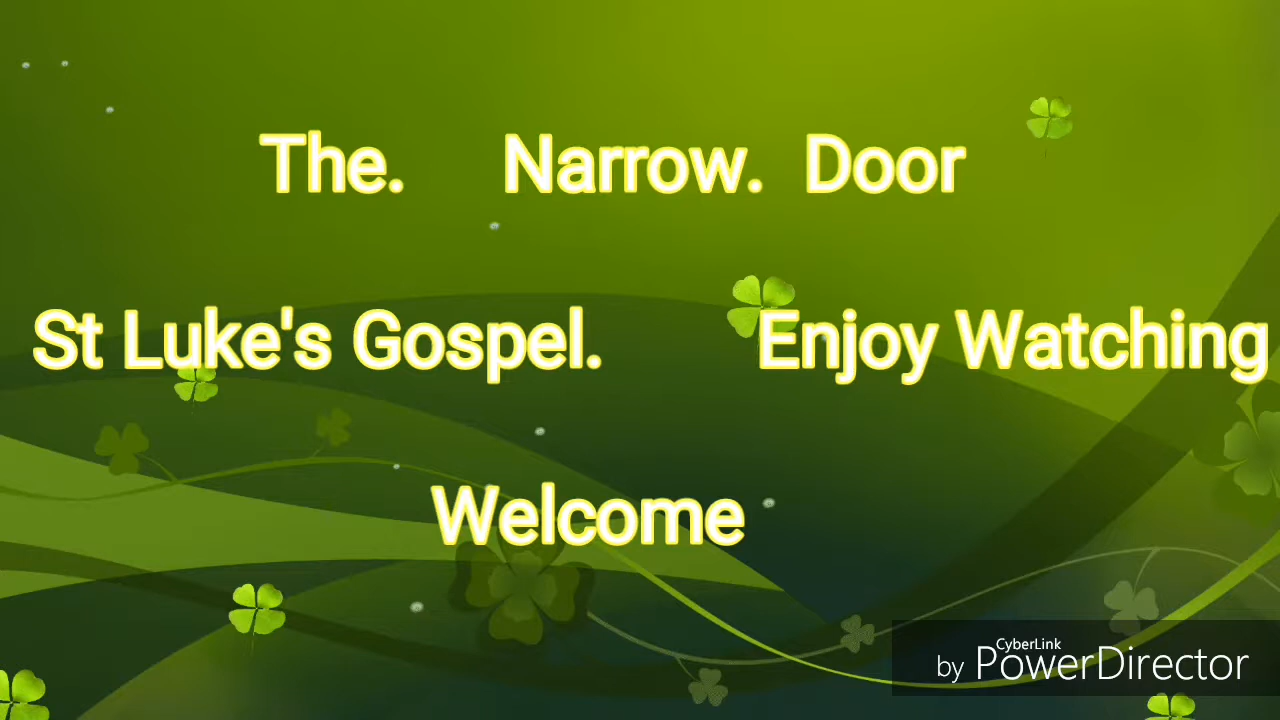 The. Narrow. Door
St Luke's Gospel. Enjoy Watching
Welcome
CyberLink
by PowerDirector